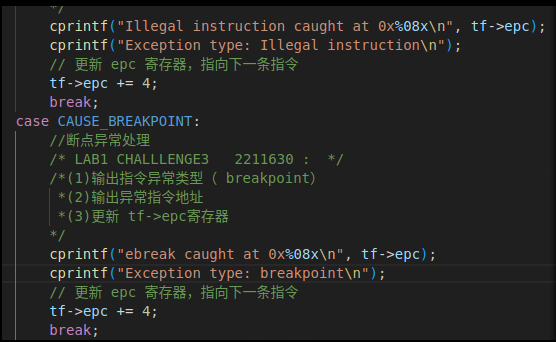 */
cprintf("Illegal instruction caught at 0x%08x\n", tf->epc);
cprintf("Exception type: Illegal instruction\n");
// 更新 epc 寄存器，指向下一条指令
tf->epc += 4;
break;
case CAUSE_BREAKPOINT:
//断点异常处理
/* LAB1 CHALLLENGE3   2211630 :  */
/*(1)输出指令异常类型（ breakpoint）
*(2)输出异常指令地址
*(3)更新 tf->epc寄存器
*/
cprintf("ebreak caught at 0x%08x\n", tf->epc);
cprintf("Exception type: breakpoint\n");
// 更新 epc 寄存器，指向下一条指令
tf->epc += 4;
break;